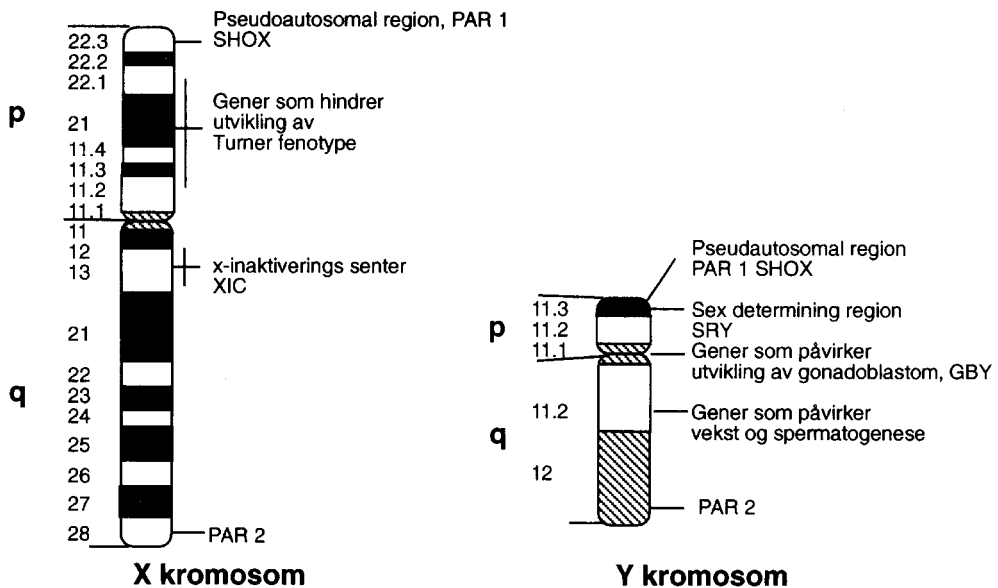 Pseudoautosomal region, PAR 1
SHOX
22.3
22.2
22.1
p
21
11.4
11.3
11.2
11.1
Gener som hindrer
utvikling av
Turner fenotype
11
12
13
x-inaktiverings senter
XIC
21
q
22
23
24
25
26
27
28
PAR 2
X kromosom
Pseudautosomal region
PAR 1 SHOX
p
11.3
11.2
11.1
Sex determining region
SRY
Gener som påvirker
utvikling av gonadoblastom, GBY
q
11.2
Gener som påvirker
vekst og spermatogenese
12
PAR 2
Y kromosom